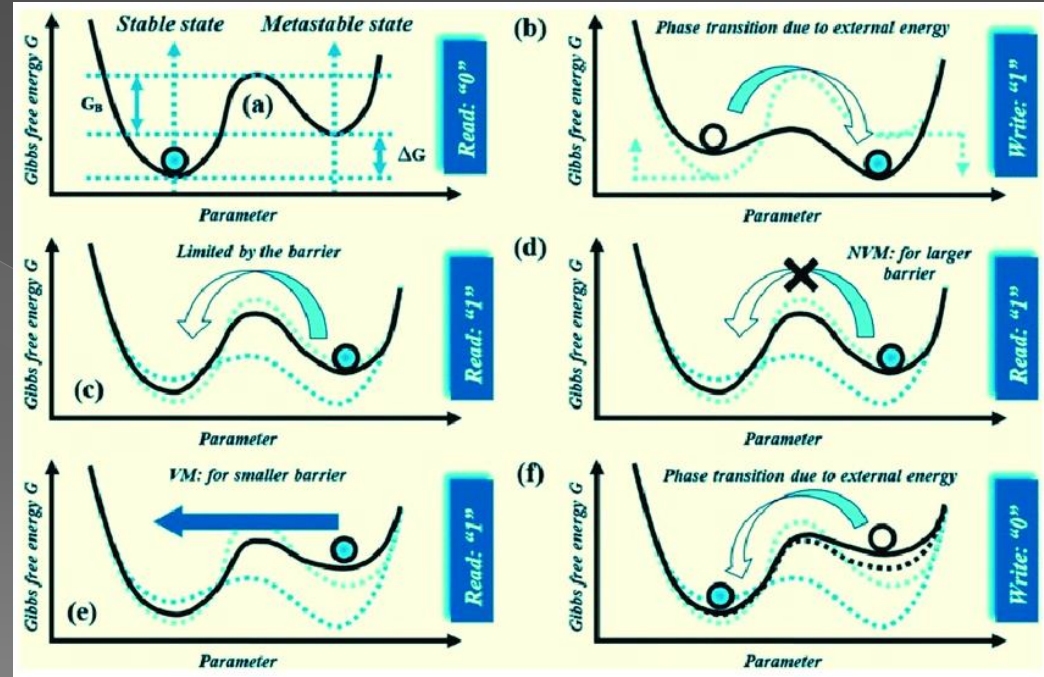 Stable state
Metastable state
G_B
(a)
ΔG
Gibbs free energy G
Parameter
Read: “0”
(b)
Phase transition due to external energy
Gibbs free energy G
Parameter
Write: “1”
Limited by the barrier
(c)
Gibbs free energy G
Parameter
Read: “1”
(d)
NVM: for larger
barrier
Gibbs free energy G
Parameter
Read: “1”
VM: for smaller barrier
(e)
Gibbs free energy G
Parameter
Read: “1”
(f)
Phase transition due to external energy
Gibbs free energy G
Parameter
Write: “0”